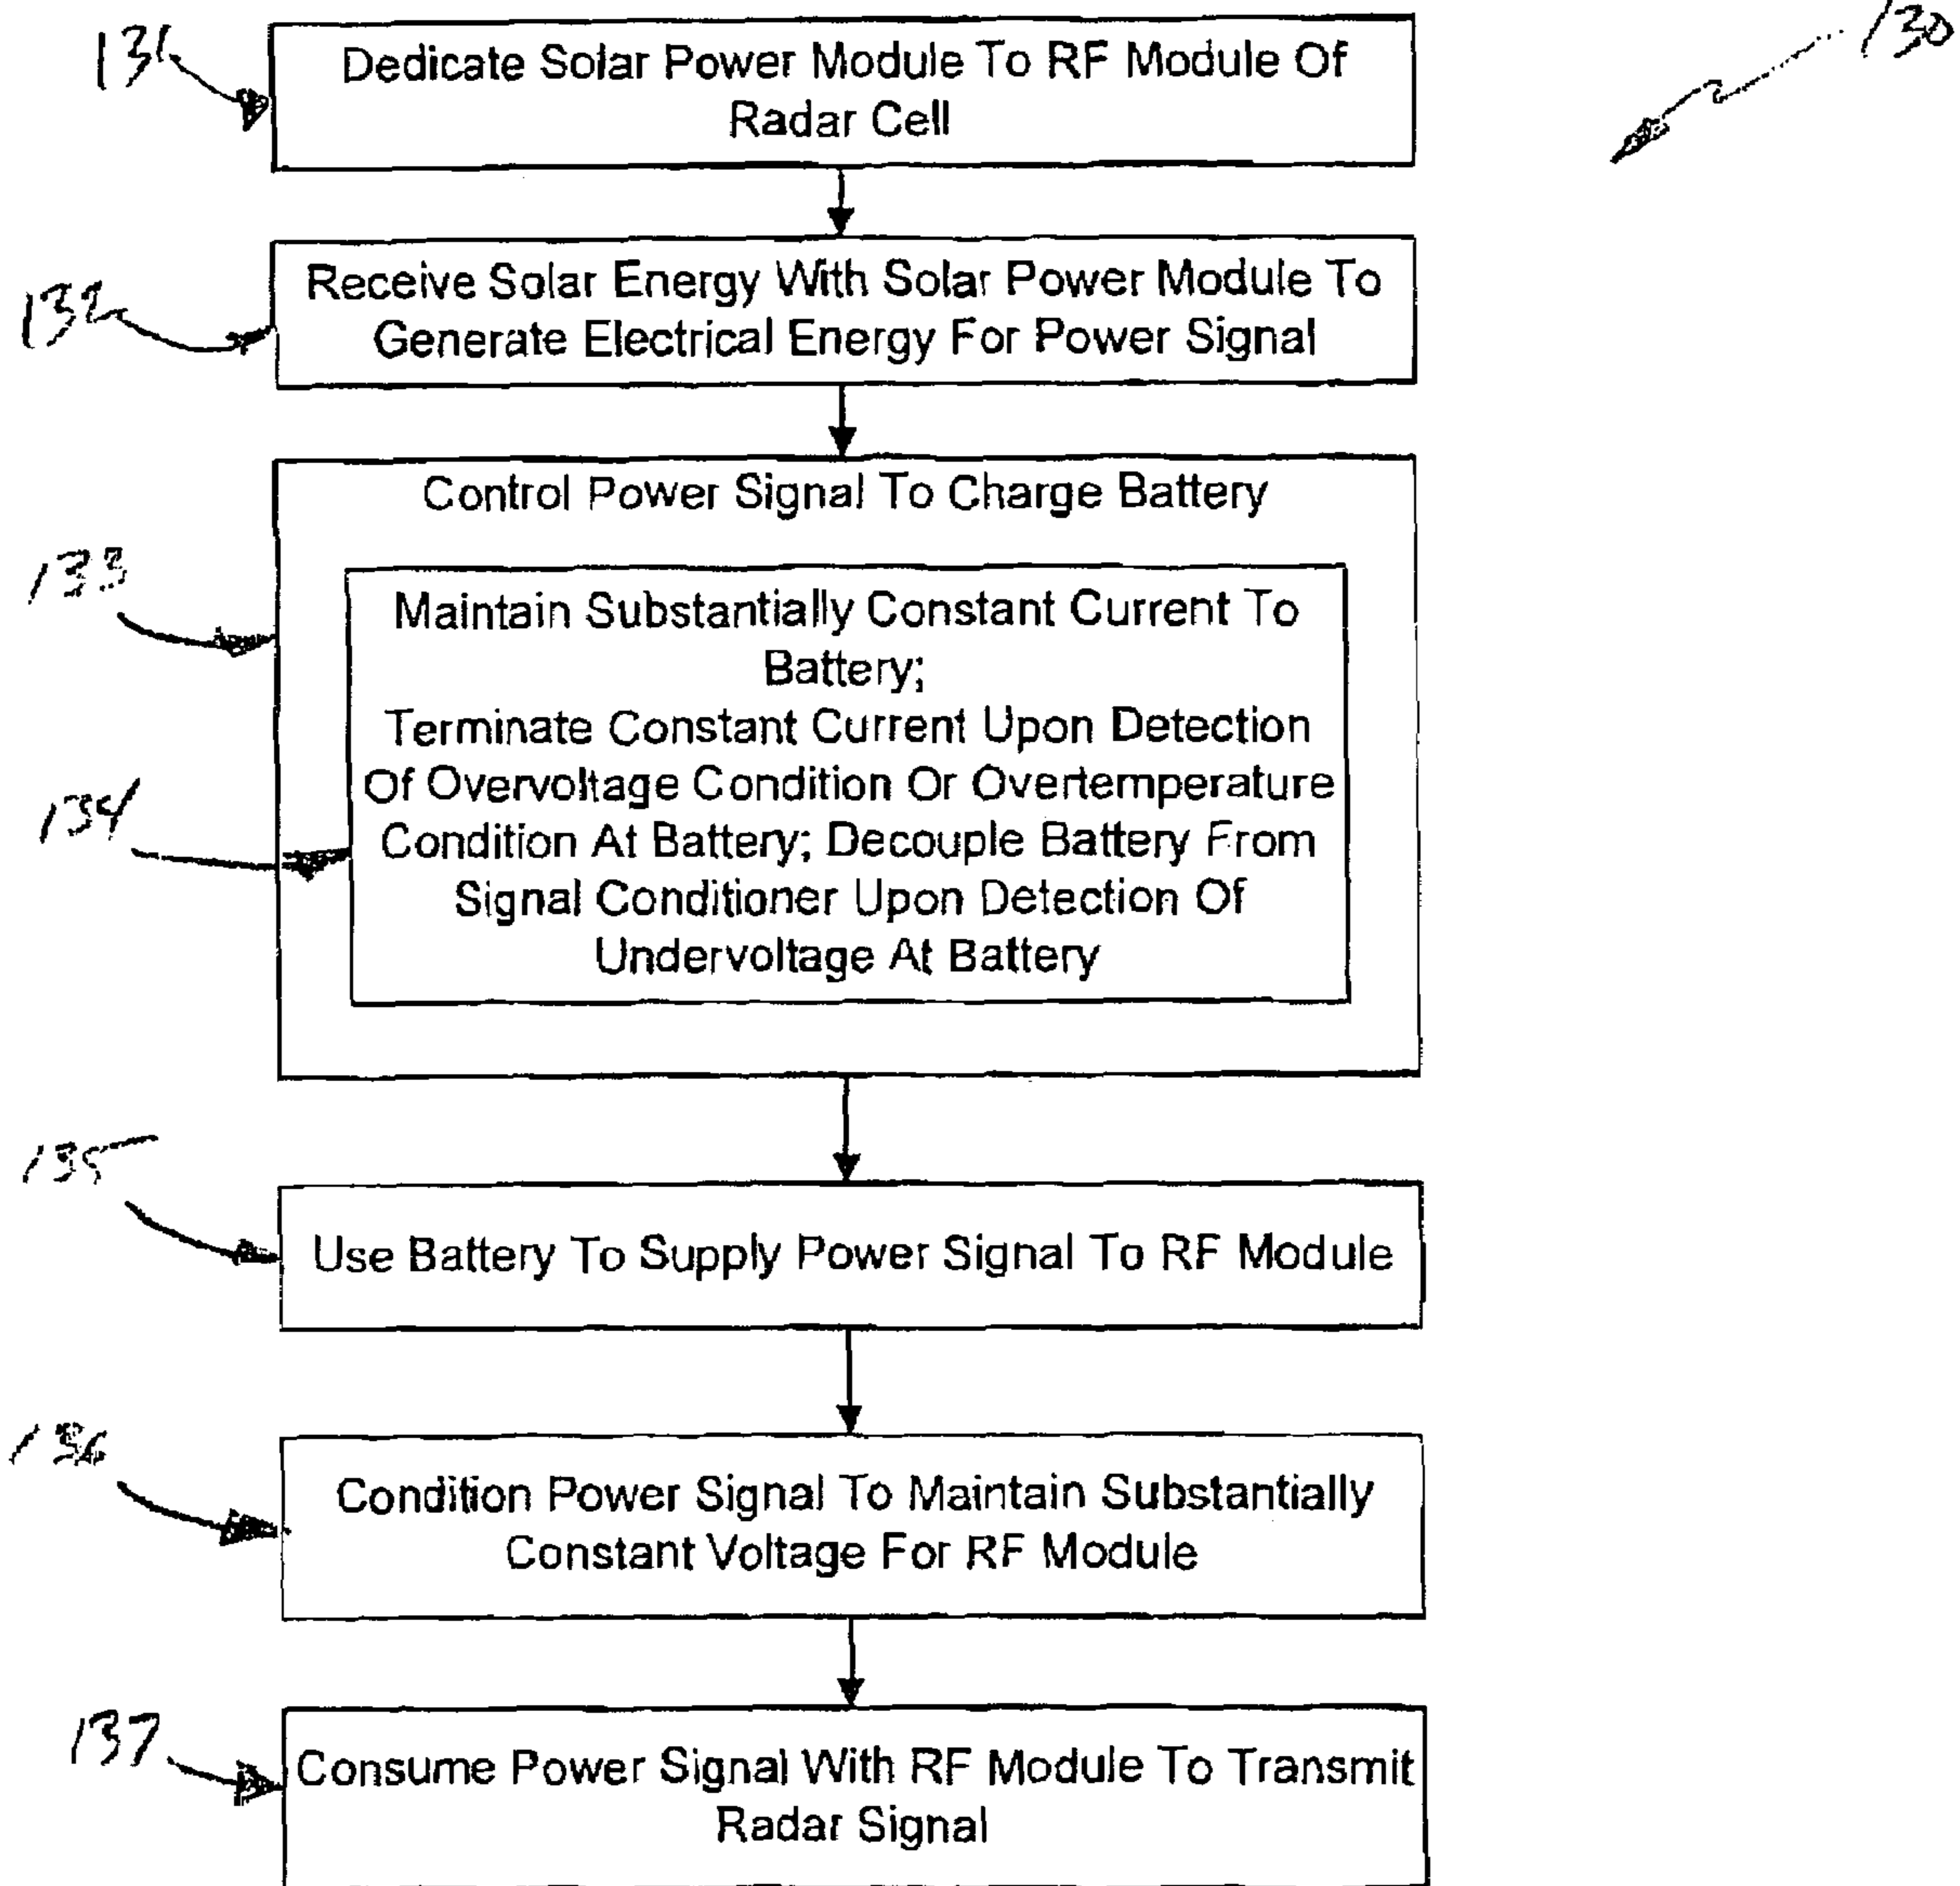 130
131
Dedicate Solar Power Module To RF Module Of
Radar Cell
132
Receive Solar Energy With Solar Power Module To
Generate Electrical Energy For Power Signal
Control Power Signal To Charge Battery
133
Maintain Substantially Constant Current To
Battery;
Terminate Constant Current Upon Detection
Of Overvoltage Condition Or Overtemperature
134
Condition At Battery; Decouple Battery From
Signal Conditioner Upon Detection Of
Undervoltage At Battery
135
Use Battery To Supply Power Signal To RF Module
136
Condition Power Signal To Maintain Substantially
Constant Voltage For RF Module
137
Consume Power Signal With RF Module To Transmit
Radar Signal